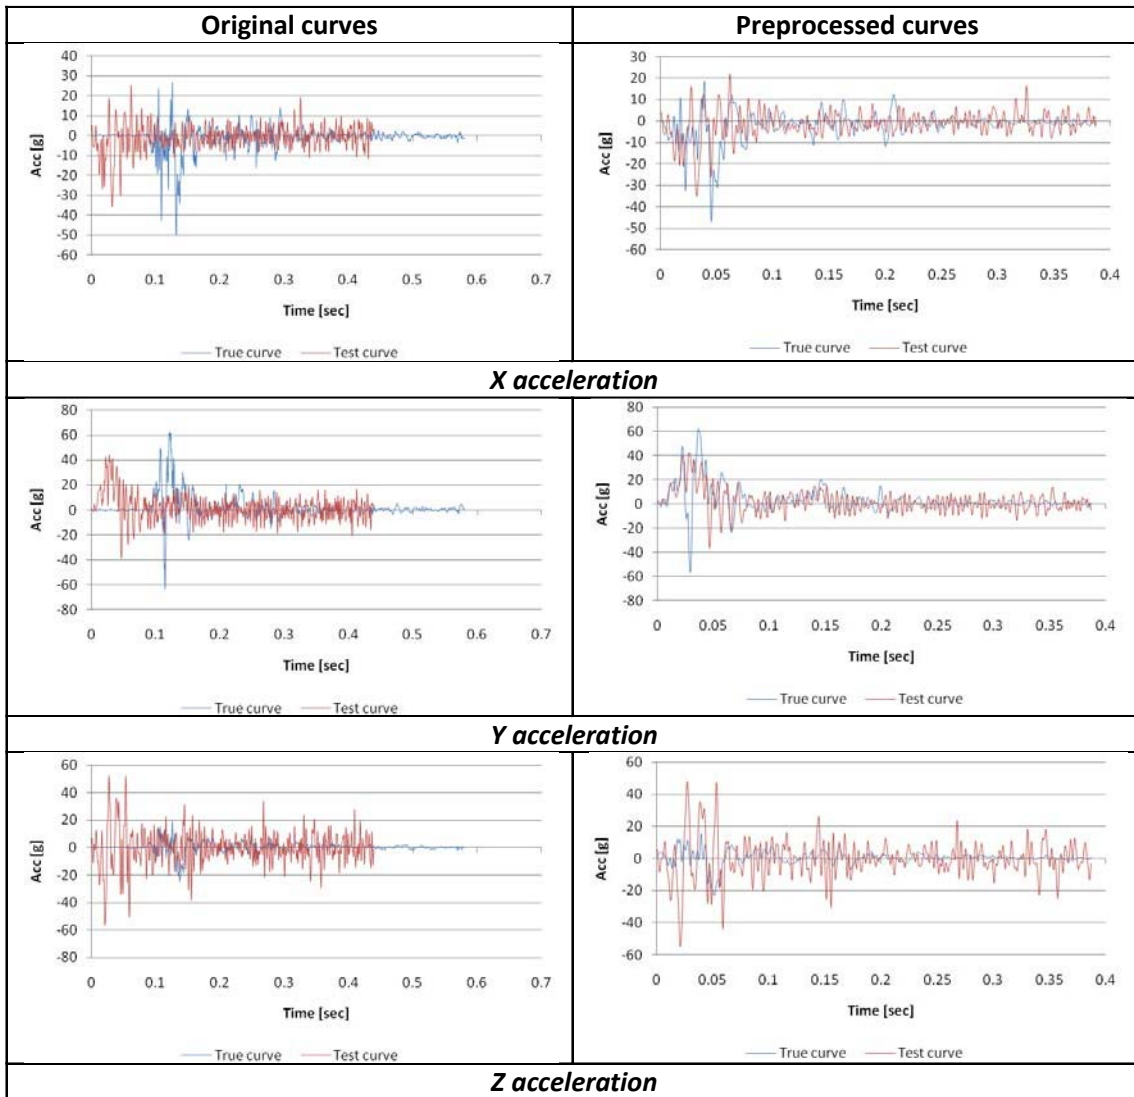 Original curves Preprocessed curves
40
30
20
10
0
-10
-20
-30
-40
-50
-60
Acc [g]
0 0.1 0.2 0.3 0.4 0.5 0.6 0.7
Time [sec]
True curve Test curve
30
20
10
0
-10
-20
-30
-40
-50
-60
Acc [g]
0 0.05 0.1 0.15 0.2 0.25 0.3 0.35 0.4
Time [sec]
True curve Test curve
X acceleration
80
60
40
20
0
-20
-40
-60
-80
Acc [g]
0 0.1 0.2 0.3 0.4 0.5 0.6 0.7
Time [sec]
True curve Test curve
80
60
40
20
0
-20
-40
-60
-80
Acc [g]
0 0.05 0.1 0.15 0.2 0.25 0.3 0.35 0.4
Time [sec]
True curve Test curve
Y acceleration
60
40
20
0
-20
-40
-60
-80
Acc [g]
0 0.1 0.2 0.3 0.4 0.5 0.6 0.7
Time [sec]
True curve Test curve
60
40
20
0
-20
-40
-60
Acc [g]
0 0.05 0.1 0.15 0.2 0.25 0.3 0.35 0.4
Time [sec]
True curve Test curve
Z acceleration